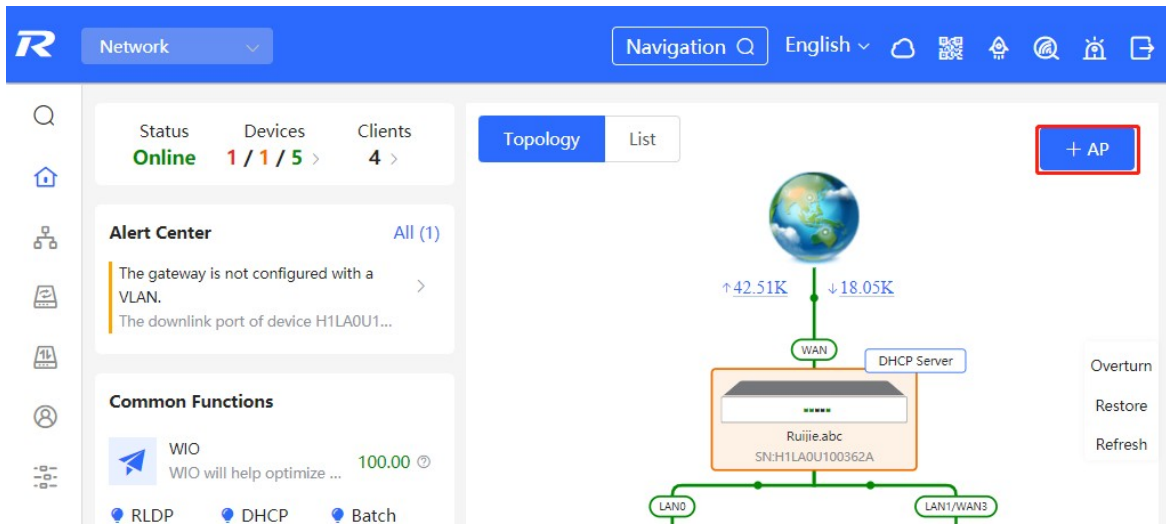 Network
Navigation
English
Status Devices Clients
Online 1 / 1 / 5 > 4 >
Alert Center All (1)
The gateway is not configured with a
VLAN.
The downlink port of device H1LA0U1...
Common Functions
WIO
WIO will help optimize ... 100.00
RLDP DHCP Batch
Topology List
+ AP
↑42.51K ↓18.05K
WAN
DHCP Server
Ruijie.abc
SN:H1LA0U100362A
LAN0 LAN1/WAN3
Overturn
Restore
Refresh